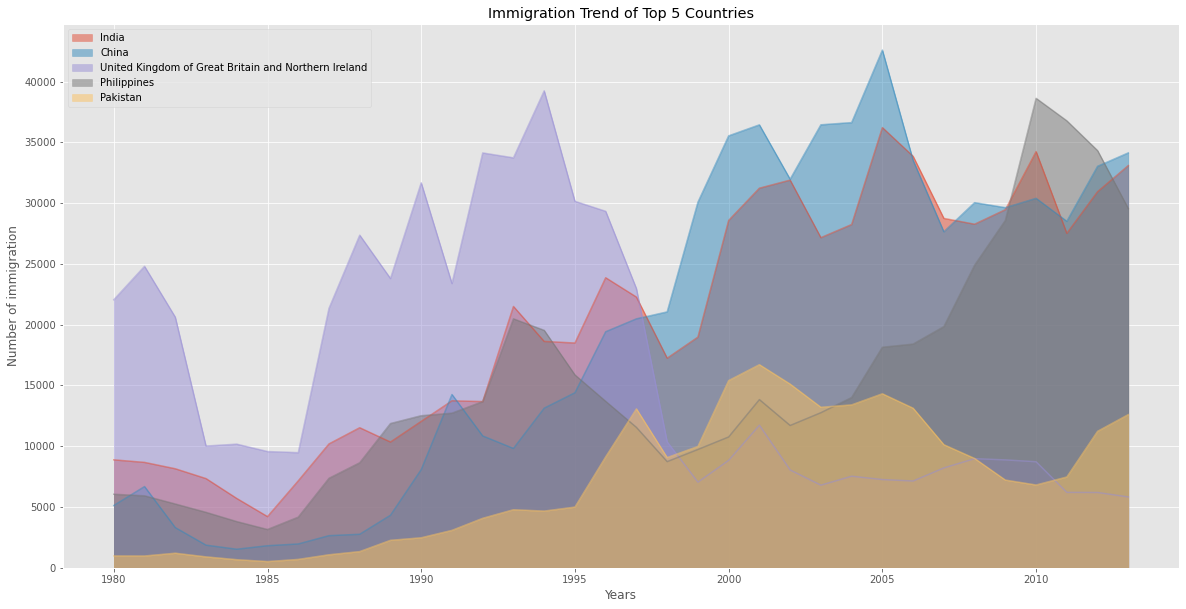 Immigration Trend of Top 5 Countries
India
China
United Kingdom of Great Britain and Northern Ireland
Philippines
Pakistan
Number of immigration
40000
35000
30000
25000
20000
15000
10000
5000
0
1980 1985 1990 1995 2000 2005 2010
Years